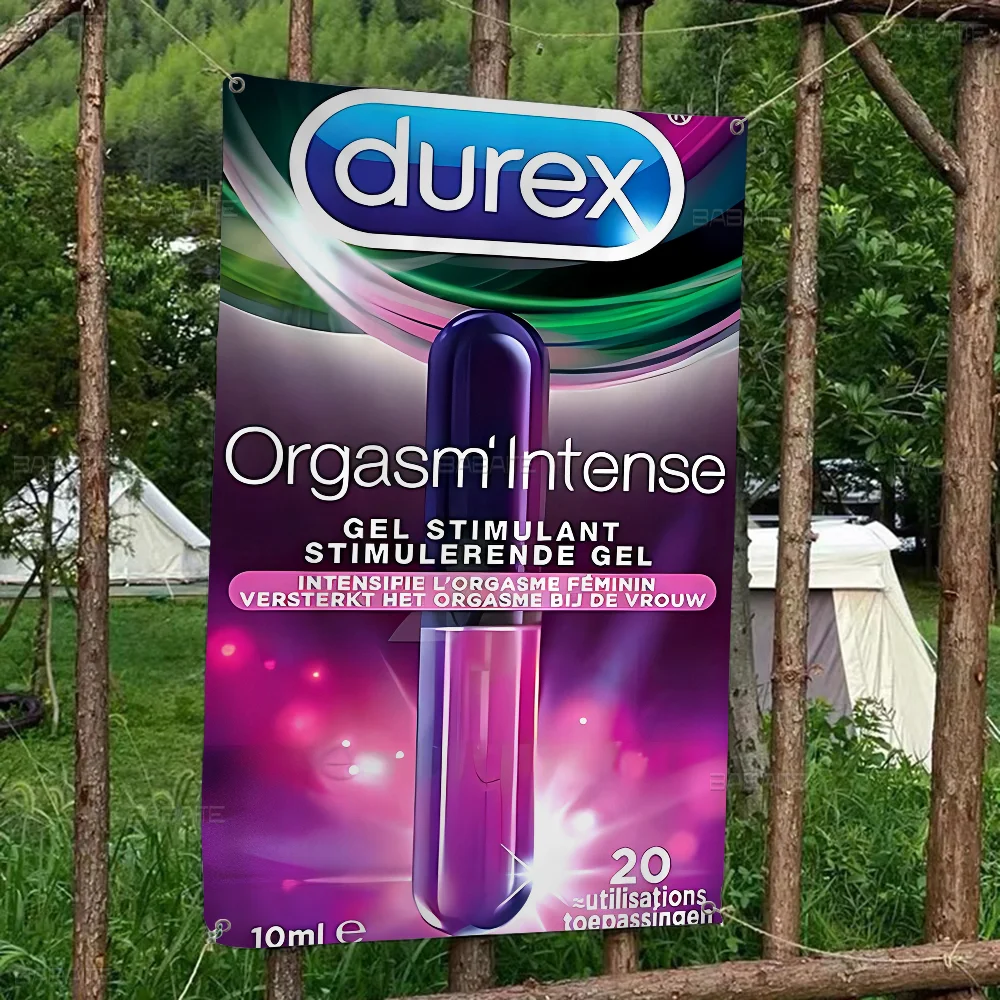 durex
Orgasm'Intense
GEL STIMULANT
STIMULERENDE GEL
INTENSIFIE L'ORGASME FÉMININ
VERSTERKT HET ORGASME BIJ DE VROUW
20
≈utilisations
toepassingen
10ml e
BABATE